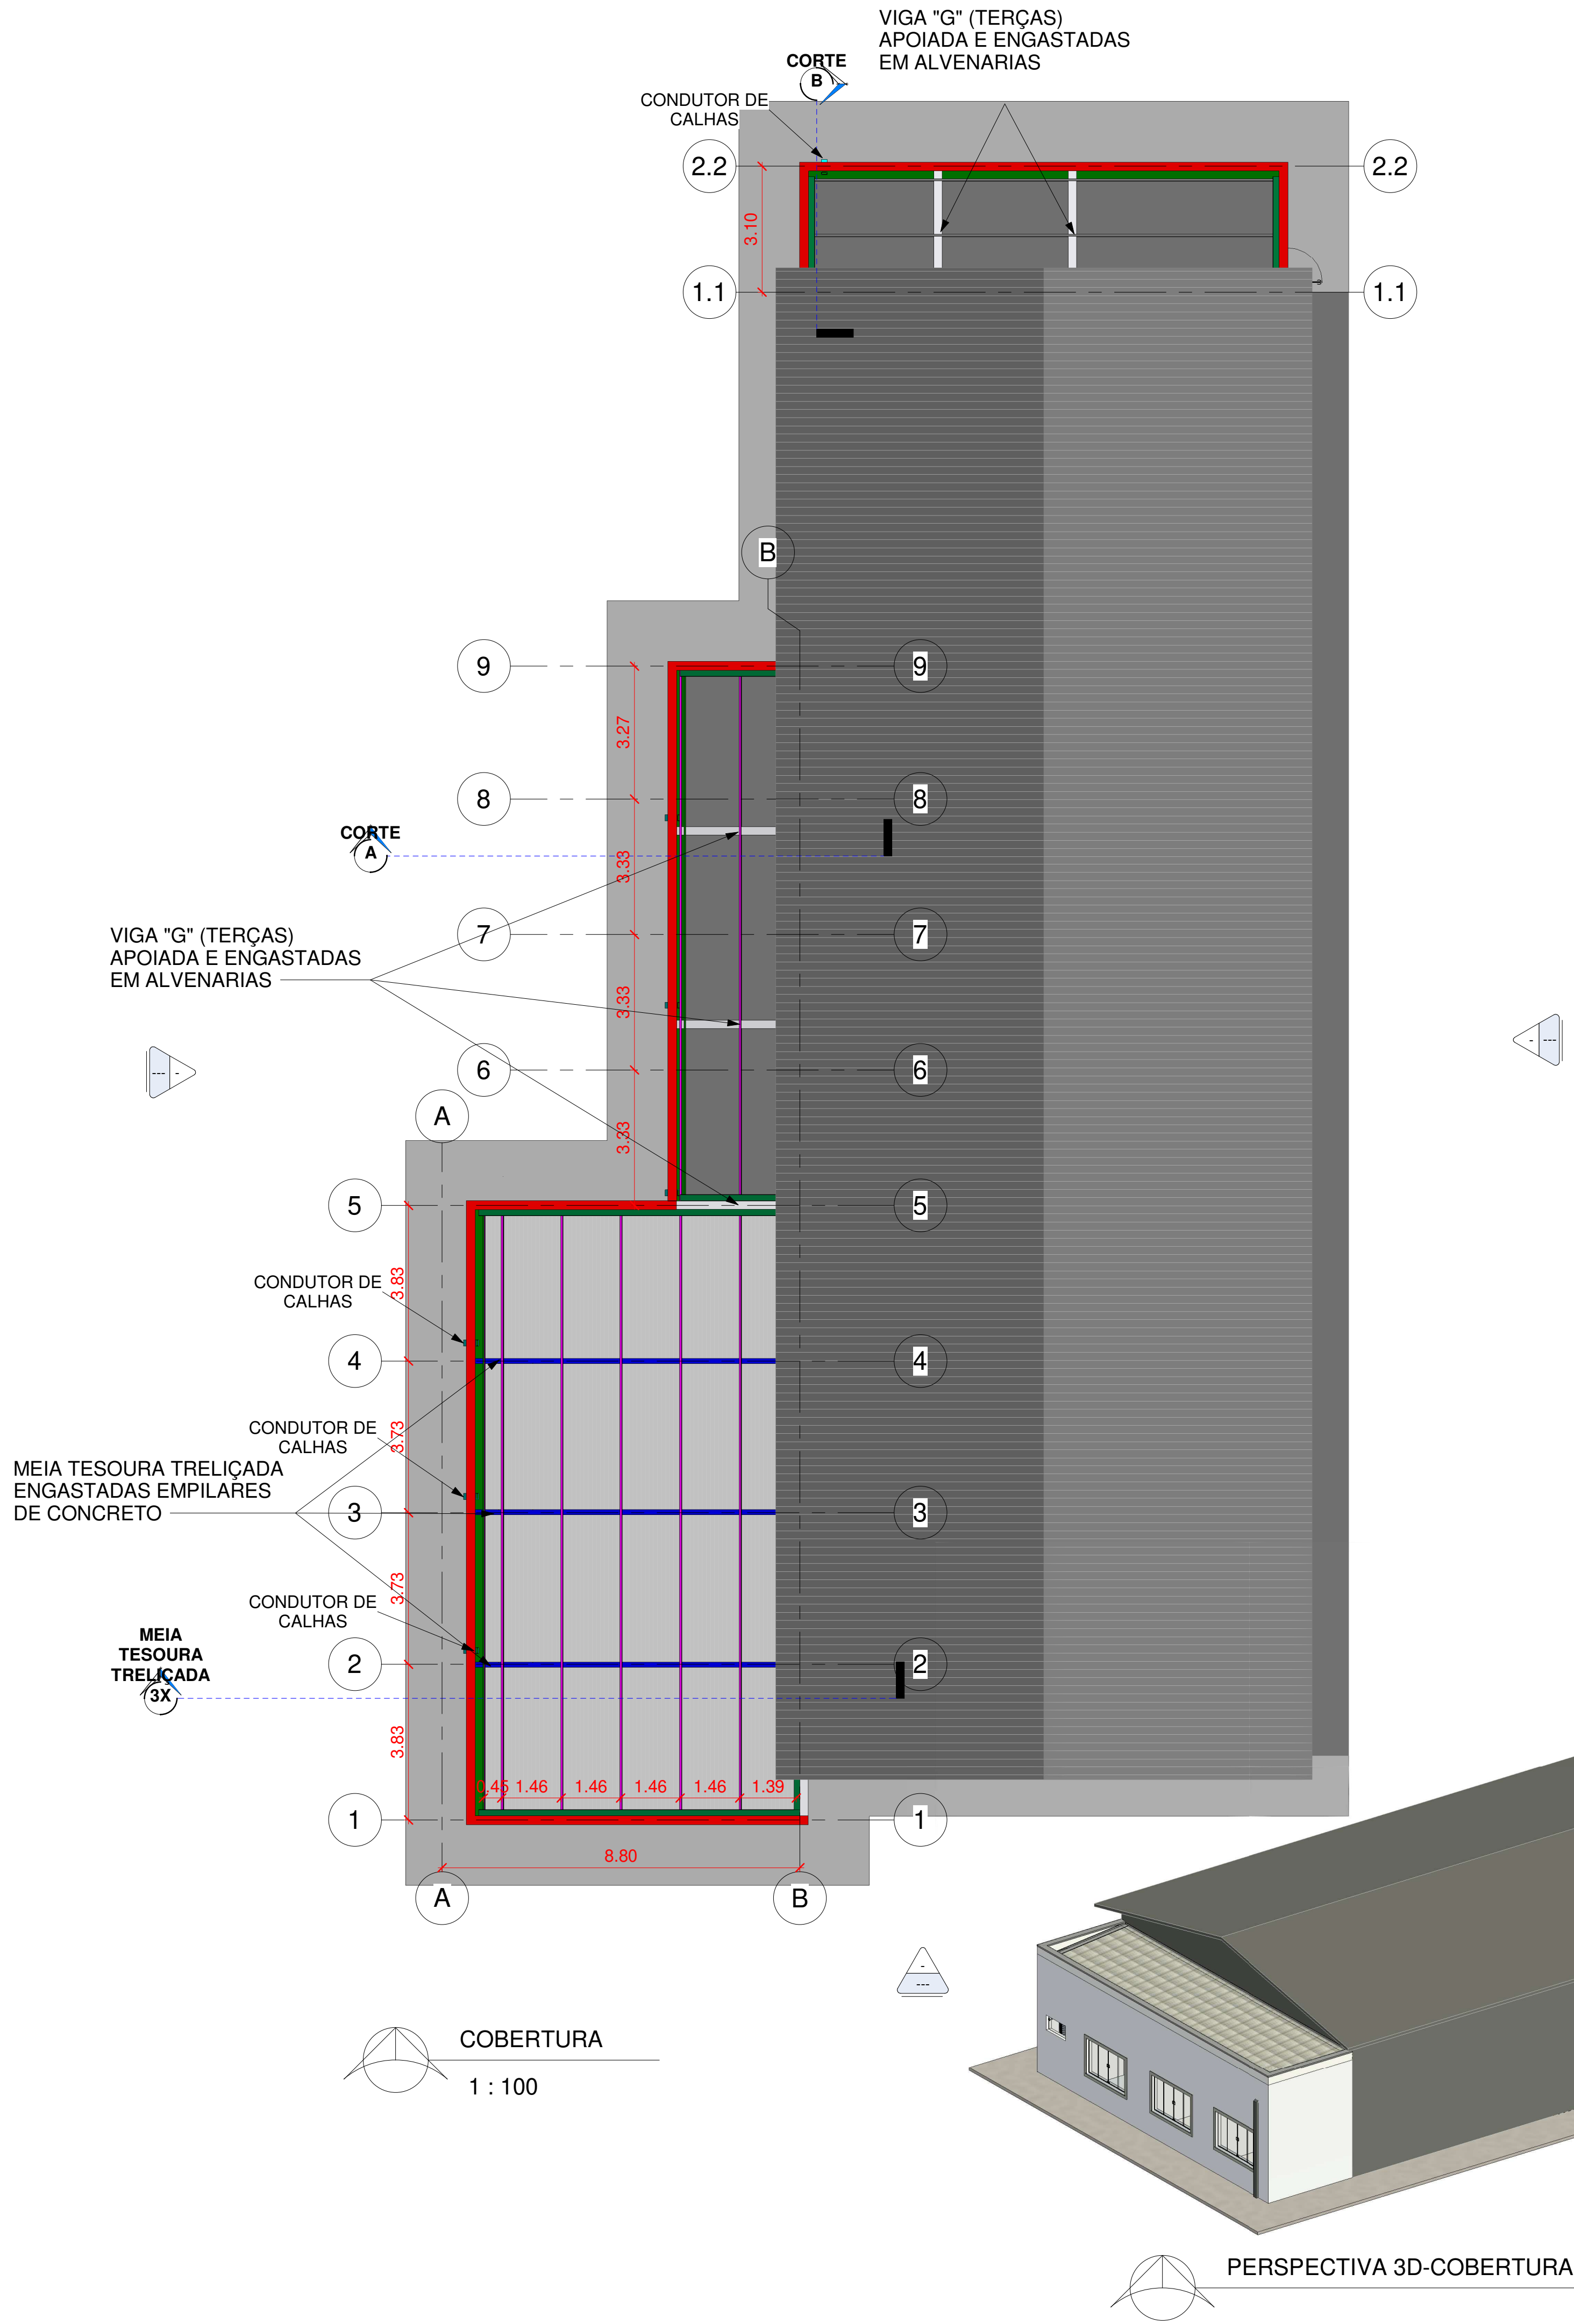 VIGA "G" (TERÇAS)
APOIADA E ENGASTADAS
EM ALVENARIAS
CORTE
B
CONDUTOR DE
CALHAS
2.2
2.2
3.10
1.1
1.1
B
9
9
3.27
8
8
CORTE
A
3.33
7
7
VIGA "G" (TERÇAS)
APOIADA E ENGASTADAS
EM ALVENARIAS
3.33
--- -
- ---
6
6
A
3.33
5
5
CONDUTOR DE
CALHAS
3.83
4
4
CONDUTOR DE
CALHAS
3.73
MEIA TESOURA TRELIÇADA
ENGASTADAS EMPILARES
DE CONCRETO
3
3
3.73
CONDUTOR DE
CALHAS
MEIA
TESOURA
TRELIÇADA
3X
2
2
3.83
0.45 1.46 1.46 1.46 1.46 1.39
1
1
8.80
A
B
-
---
COBERTURA
1 : 100
PERSPECTIVA 3D-COBERTURA